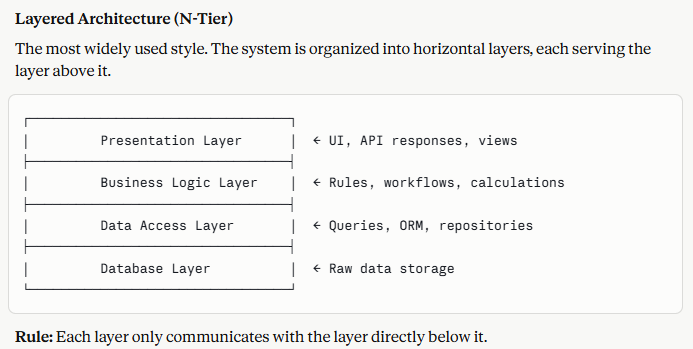 Layered Architecture (N-Tier)
The most widely used style. The system is organized into horizontal layers, each serving the
layer above it.
Presentation Layer ← UI, API responses, views
Business Logic Layer ← Rules, workflows, calculations
Data Access Layer ← Queries, ORM, repositories
Database Layer ← Raw data storage
Rule: Each layer only communicates with the layer directly below it.